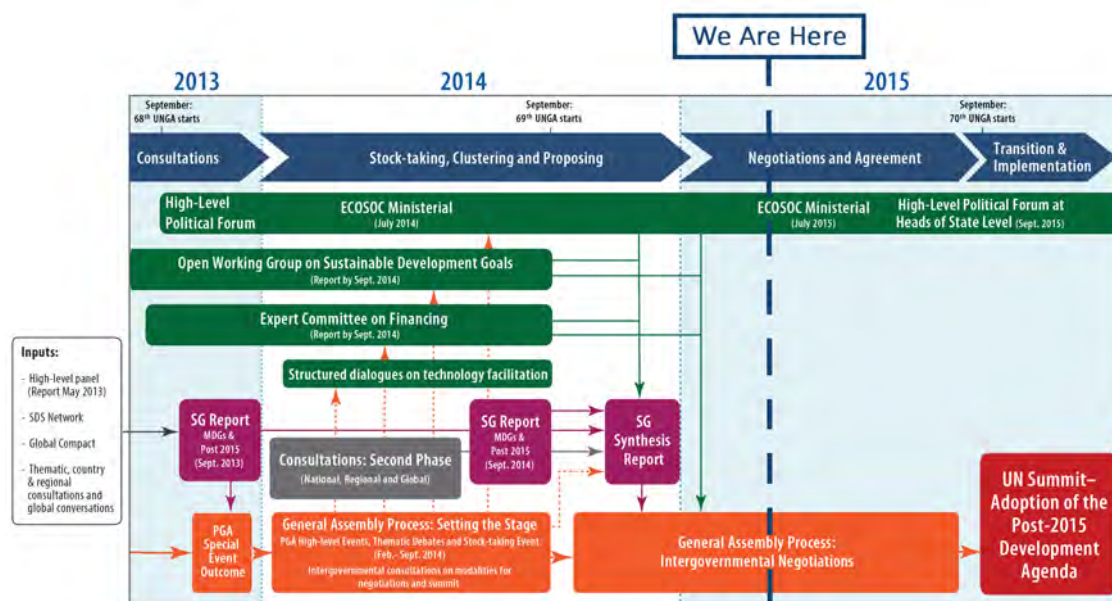 We Are Here
2013
2014
2015
September:
68th UNGA starts
September:
69th UNGA starts
September:
70th UNGA starts
Consultations
Stock-taking, Clustering and Proposing
Negotiations and Agreement
Transition &
Implementation
High-Level
Political Forum
ECOSOC Ministerial
(July 2014)
ECOSOC Ministerial
(July 2015)
High-Level Political Forum at
Heads of State Level (Sept. 2015)
Open Working Group on Sustainable Development Goals
(Report by Sept. 2014)
Expert Committee on Financing
(Report by Sept. 2014)
Structured dialogues on technology facilitation
Inputs:
- High-level panel
(Report May 2013)
- SDS Network
- Global Compact
- Thematic, country
& regional
consultations and
global conversations
SG Report
MDGs &
Post 2015
(Sept. 2013)
Consultations: Second Phase
(National, Regional and Global)
SG Report
MDGs &
Post 2015
(Sept. 2014)
SG
Synthesis
Report
PGA
Special
Event
Outcome
General Assembly Process: Setting the Stage
PGA High-level Events, Thematic Debates and Stock-taking Event
(Feb.- Sept. 2014)
Intergovernmental consultations on modalities for
negotiations and summit
General Assembly Process:
Intergovernmental Negotiations
UN Summit–
Adoption of the
Post-2015
Development
Agenda